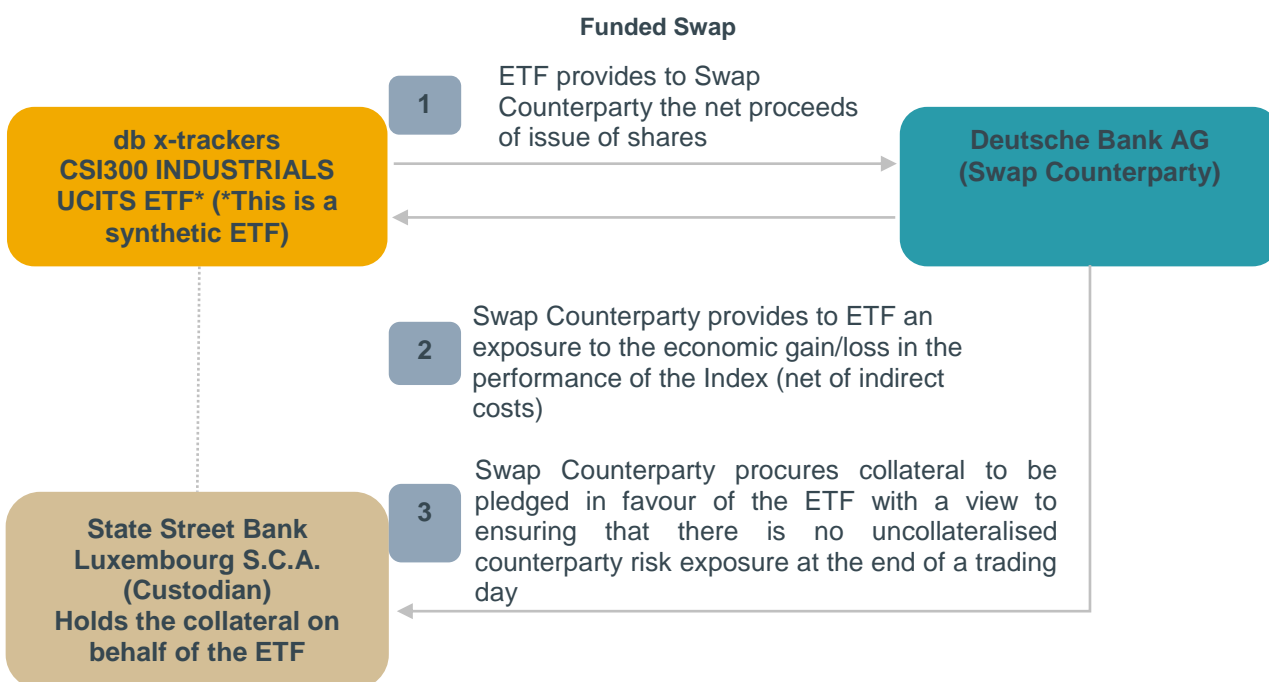 Funded Swap
1
ETF provides to Swap
Counterparty the net proceeds
of issue of shares
db x-trackers
CSI300 INDUSTRIALS
UCITS ETF* (*This is a
synthetic ETF)
Deutsche Bank AG
(Swap Counterparty)
2
Swap Counterparty provides to ETF an
exposure to the economic gain/loss in the
performance of the Index (net of indirect
costs)
3
Swap Counterparty procures collateral to be
pledged in favour of the ETF with a view to
ensuring that there is no uncollateralised
counterparty risk exposure at the end of a trading
day
State Street Bank
Luxembourg S.C.A.
(Custodian)
Holds the collateral on
behalf of the ETF